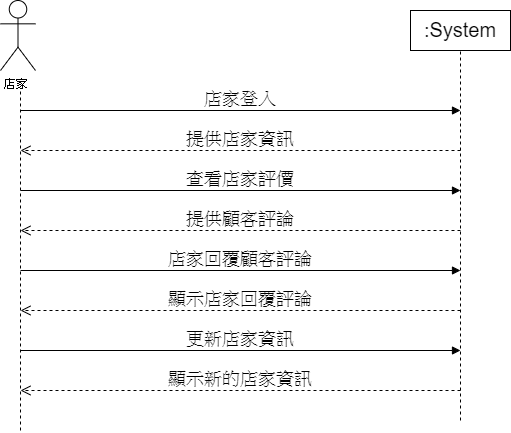 :System
店家
店家登入
提供店家資訊
查看店家評價
提供顧客評論
店家回覆顧客評論
顯示店家回覆評論
更新店家資訊
顯示新的店家資訊